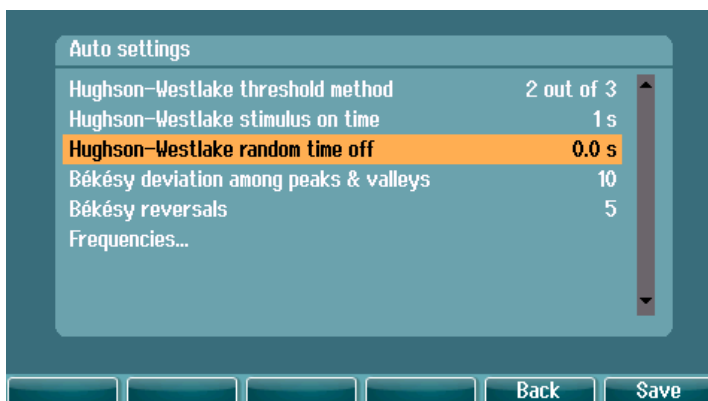 Auto settings
Hughson-Westlake threshold method 2 out of 3
Hughson-Westlake stimulus on time 1 s
Hughson-Westlake random time off 0.0 s
Békésy deviation among peaks & valleys 10
Békésy reversals 5
Frequencies...
Back Save